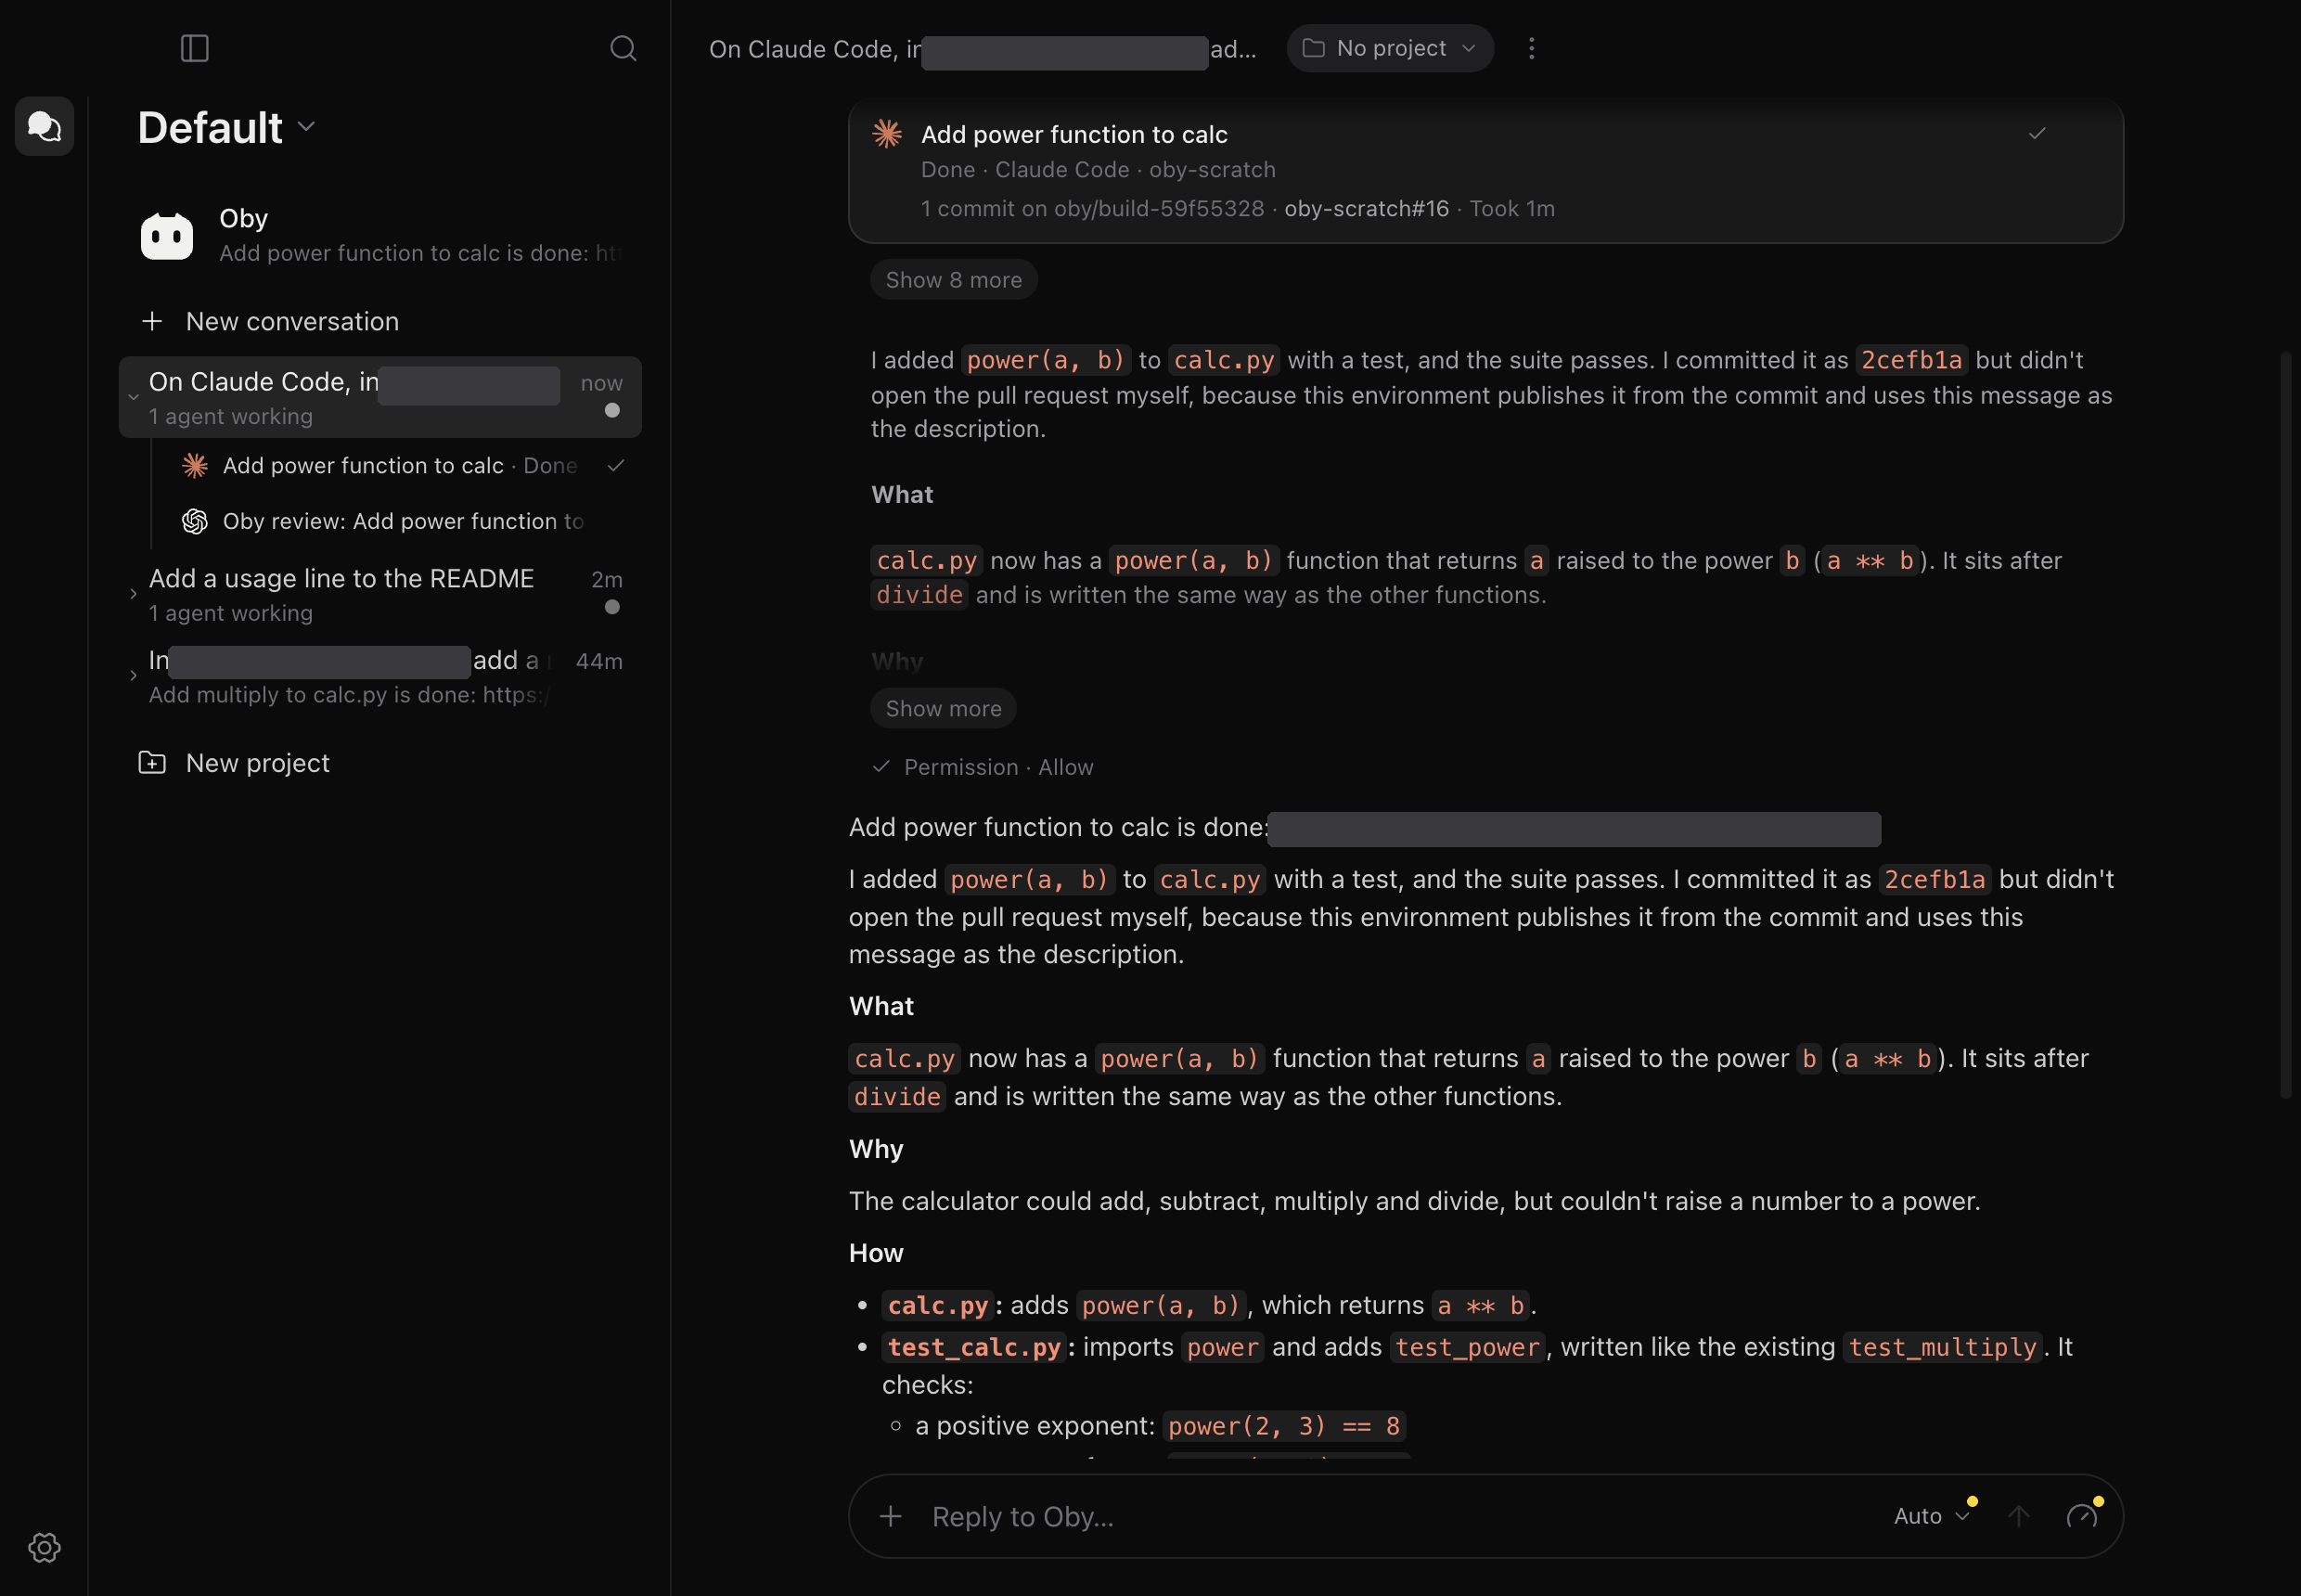 Default
Oby
Add power function to calc is done:
New conversation
On Claude Code, in now
1 agent working
Add power function to calc · Done
Oby review: Add power function to
Add a usage line to the README 2m
1 agent working
In add a 44m
Add multiply to calc.py is done: https:/
New project
On Claude Code, in ad... No project
Add power function to calc
Done · Claude Code · oby-scratch
1 commit on oby/build-59f55328 · oby-scratch#16 · Took 1m
Show 8 more
I added power(a, b) to calc.py with a test, and the suite passes. I committed it as 2cefb1a but didn't
open the pull request myself, because this environment publishes it from the commit and uses this message as
the description.
What
calc.py now has a power(a, b) function that returns a raised to the power b (a ** b). It sits after
divide and is written the same way as the other functions.
Why
Show more
Permission · Allow
Add power function to calc is done:
I added power(a, b) to calc.py with a test, and the suite passes. I committed it as 2cefb1a but didn't
open the pull request myself, because this environment publishes it from the commit and uses this
message as the description.
What
calc.py now has a power(a, b) function that returns a raised to the power b (a ** b). It sits after
divide and is written the same way as the other functions.
Why
The calculator could add, subtract, multiply and divide, but couldn't raise a number to a power.
How
• calc.py: adds power(a, b), which returns a ** b.
• test_calc.py: imports power and adds test_power, written like the existing test_multiply. It
checks:
○ a positive exponent: power(2, 3) == 8
Reply to Oby... Auto